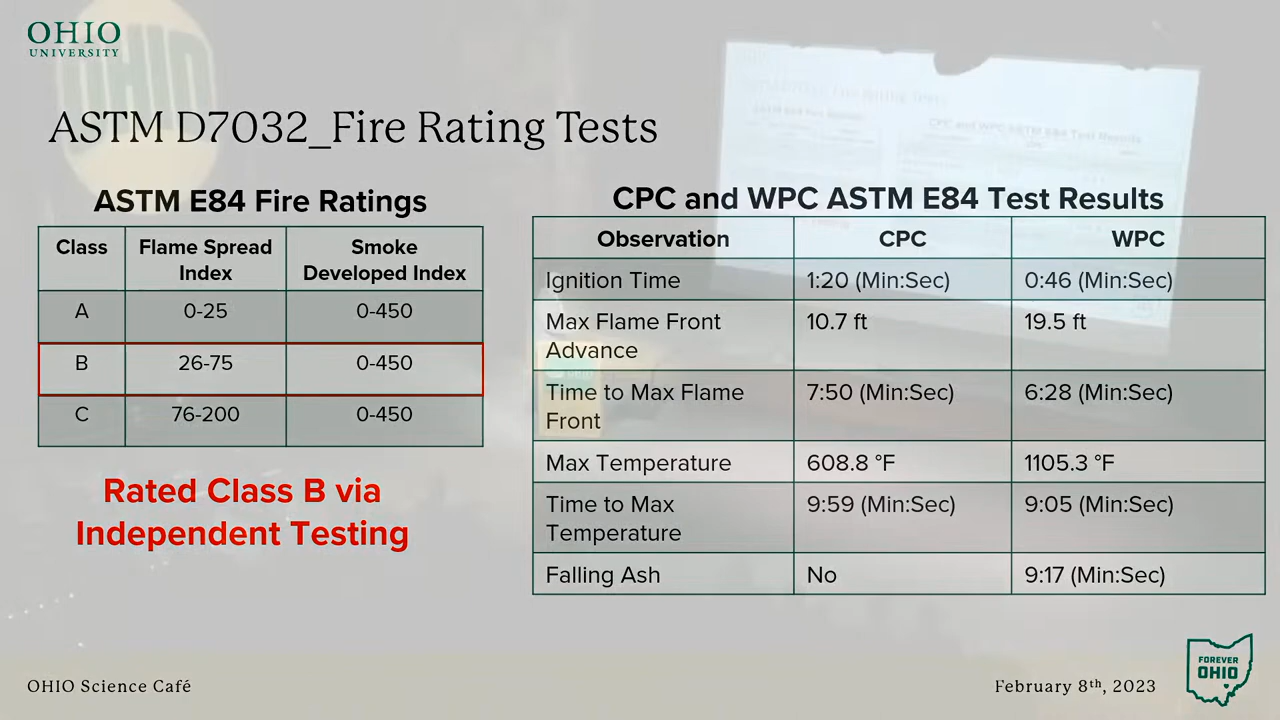 OHIO
UNIVERSITY
ASTM D7032_Fire Rating Tests
ASTM E84 Fire Ratings
Class Flame Spread Index Smoke Developed Index
A 0-25 0-450
B 26-75 0-450
C 76-200 0-450
Rated Class B via
Independent Testing
CPC and WPC ASTM E84 Test Results
Observation CPC WPC
Ignition Time 1:20 (Min:Sec) 0:46 (Min:Sec)
Max Flame Front Advance 10.7 ft 19.5 ft
Time to Max Flame Front 7:50 (Min:Sec) 6:28 (Min:Sec)
Max Temperature 608.8 °F 1105.3 °F
Time to Max Temperature 9:59 (Min:Sec) 9:05 (Min:Sec)
Falling Ash No 9:17 (Min:Sec)
OHIO Science Café
February 8th, 2023
FOREVER
OHIO